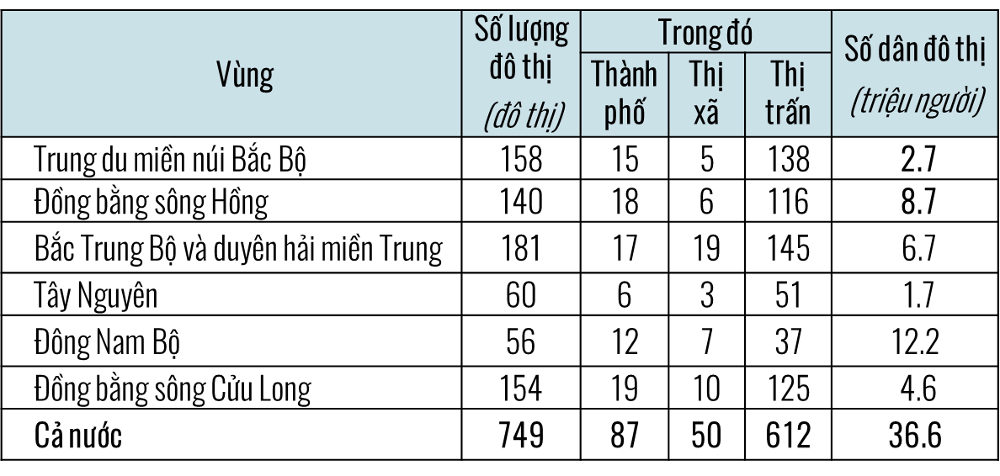 Vùng
Số lượng
đô thị
(đô thị)
Trong đó
Thành
phố
Thị
xã
Thị
trấn
Số dân đô thị
(triệu người)
Trung du miền núi Bắc Bộ 158 15 5 138 2.7
Đồng bằng sông Hồng 140 18 6 116 8.7
Bắc Trung Bộ và duyên hải miền Trung 181 17 19 145 6.7
Tây Nguyên 60 6 3 51 1.7
Đông Nam Bộ 56 12 7 37 12.2
Đồng bằng sông Cửu Long 154 19 10 125 4.6
Cả nước 749 87 50 612 36.6